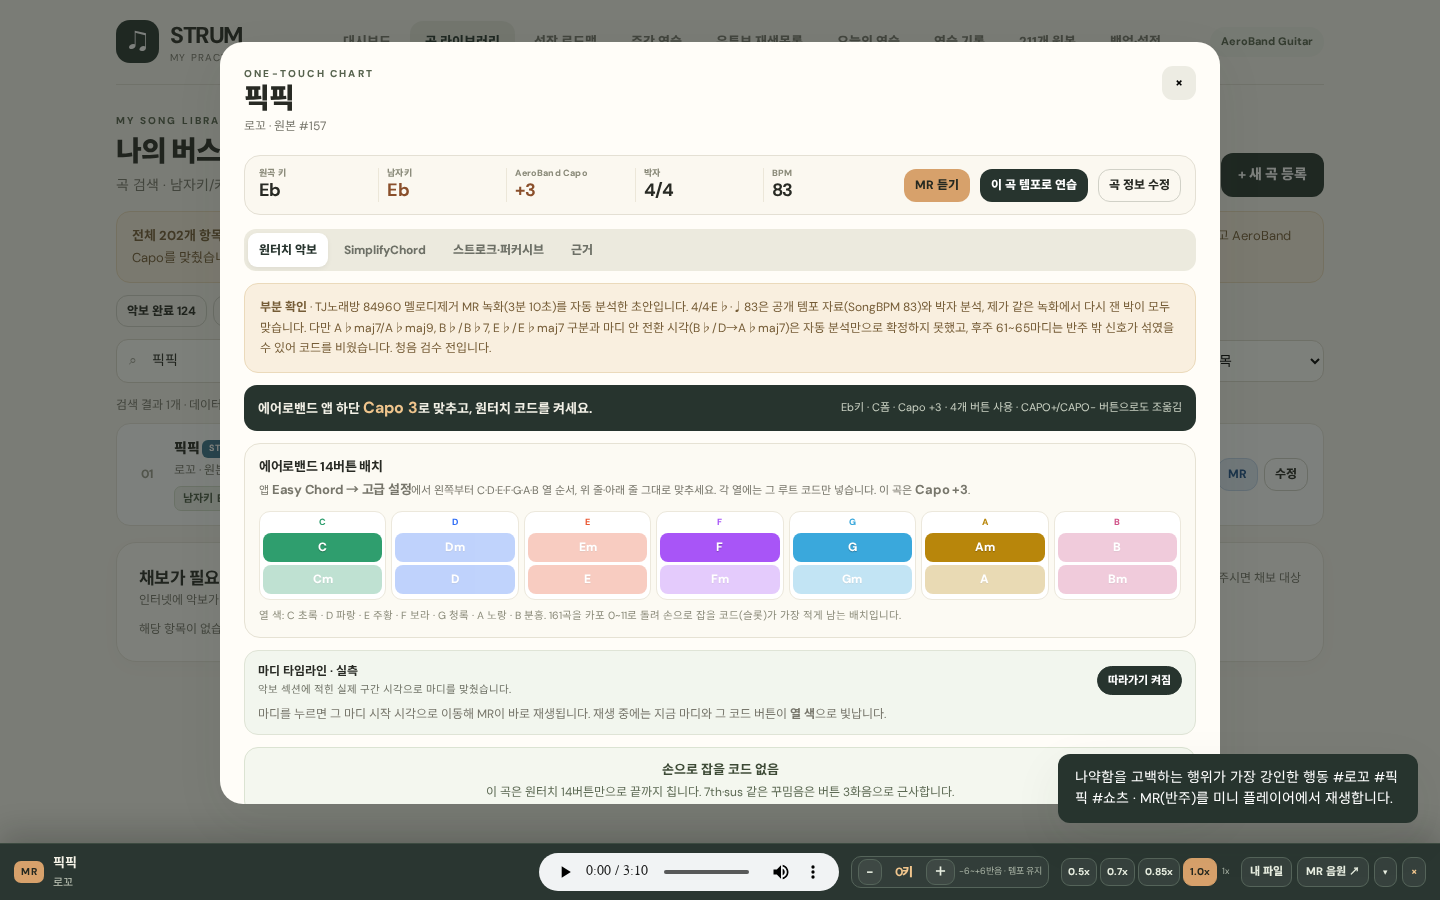 STRUM
MY PRAC
대시보드 곡 라이브러리 성장 로드맵 주간 연습 유튜브 재생목록 오늘의 연습 연습 기록 211개 원본 백업·설정
AeroBand Guitar
MY SONG LIBRA
나의 버스
곡 검색 · 남자키/
+ 새 곡 등록
전체 202개 항목
Capo를 맞췄습
고 AeroBand
악보 완료 124
픽픽
목
검색 결과 1개 · 데이터
01
픽픽
로꼬 · 원본
남자키
MR
수정
채보가 필요
인터넷에 악보가
해당 항목이 없습
주시면 채보 대상
ONE-TOUCH CHART
픽픽
로꼬 · 원본 #157
×
원곡 키
Eb
남자키
Eb
AeroBand Capo
+3
박자
4/4
BPM
83
MR 듣기
이 곡 템포로 연습
곡 정보 수정
원터치 악보 SimplifyChord 스트로크·퍼커시브 근거
부분 확인 · TJ노래방 84960 멜로디제거 MR 녹화(3분 10초)를 자동 분석한 초안입니다. 4/4·E♭·♩83은 공개 템포 자료(SongBPM 83)와 박자 분석, 제가 같은 녹화에서 다시 잰 박이 모두
맞습니다. 다만 A♭maj7/A♭maj9, B♭/B♭7, E♭/E♭maj7 구분과 마디 안 전환 시각(B♭/D→A♭maj7)은 자동 분석만으로 확정하지 못했고, 후주 61~65마디는 반주 밖 신호가 섞였을
수 있어 코드를 비웠습니다. 청음 검수 전입니다.
에어로밴드 앱 하단 Capo 3로 맞추고, 원터치 코드를 켜세요.
Eb키 · C폼 · Capo +3 · 4개 버튼 사용 · CAPO+/CAPO− 버튼으로도 조옮김
에어로밴드 14버튼 배치
앱 Easy Chord → 고급 설정에서 왼쪽부터 C·D·E·F·G·A·B 열 순서, 위 줄·아래 줄 그대로 맞추세요. 각 열에는 그 루트 코드만 넣습니다. 이 곡은 Capo +3.
C D E F G A B
C Dm Em F G Am B
Cm D E Fm Gm A Bm
열 색: C 초록 · D 파랑 · E 주황 · F 보라 · G 청록 · A 노랑 · B 분홍. 161곡을 카포 0~11로 돌려 손으로 잡을 코드(슬롯)가 가장 적게 남는 배치입니다.
마디 타임라인 · 실측
악보 섹션에 적힌 실제 구간 시각으로 마디를 맞췄습니다.
따라가기 켜짐
마디를 누르면 그 마디 시작 시각으로 이동해 MR이 바로 재생됩니다. 재생 중에는 지금 마디와 그 코드 버튼이 열 색으로 빛납니다.
손으로 잡을 코드 없음
이 곡은 원터치 14버튼만으로 끝까지 칩니다. 7th·sus 같은 꾸밈음은 버튼 3화음으로 근사합니다.
나약함을 고백하는 행위가 가장 강인한 행동 #로꼬 #픽
픽 #쇼츠 · MR(반주)를 미니 플레이어에서 재생합니다.
MR
픽픽
로꼬
0:00 / 3:10
− 0키 + −6~+6반음 · 템포 유지
0.5x 0.7x 0.85x 1.0x 1x
내 파일
MR 음원 ↗
▾
×